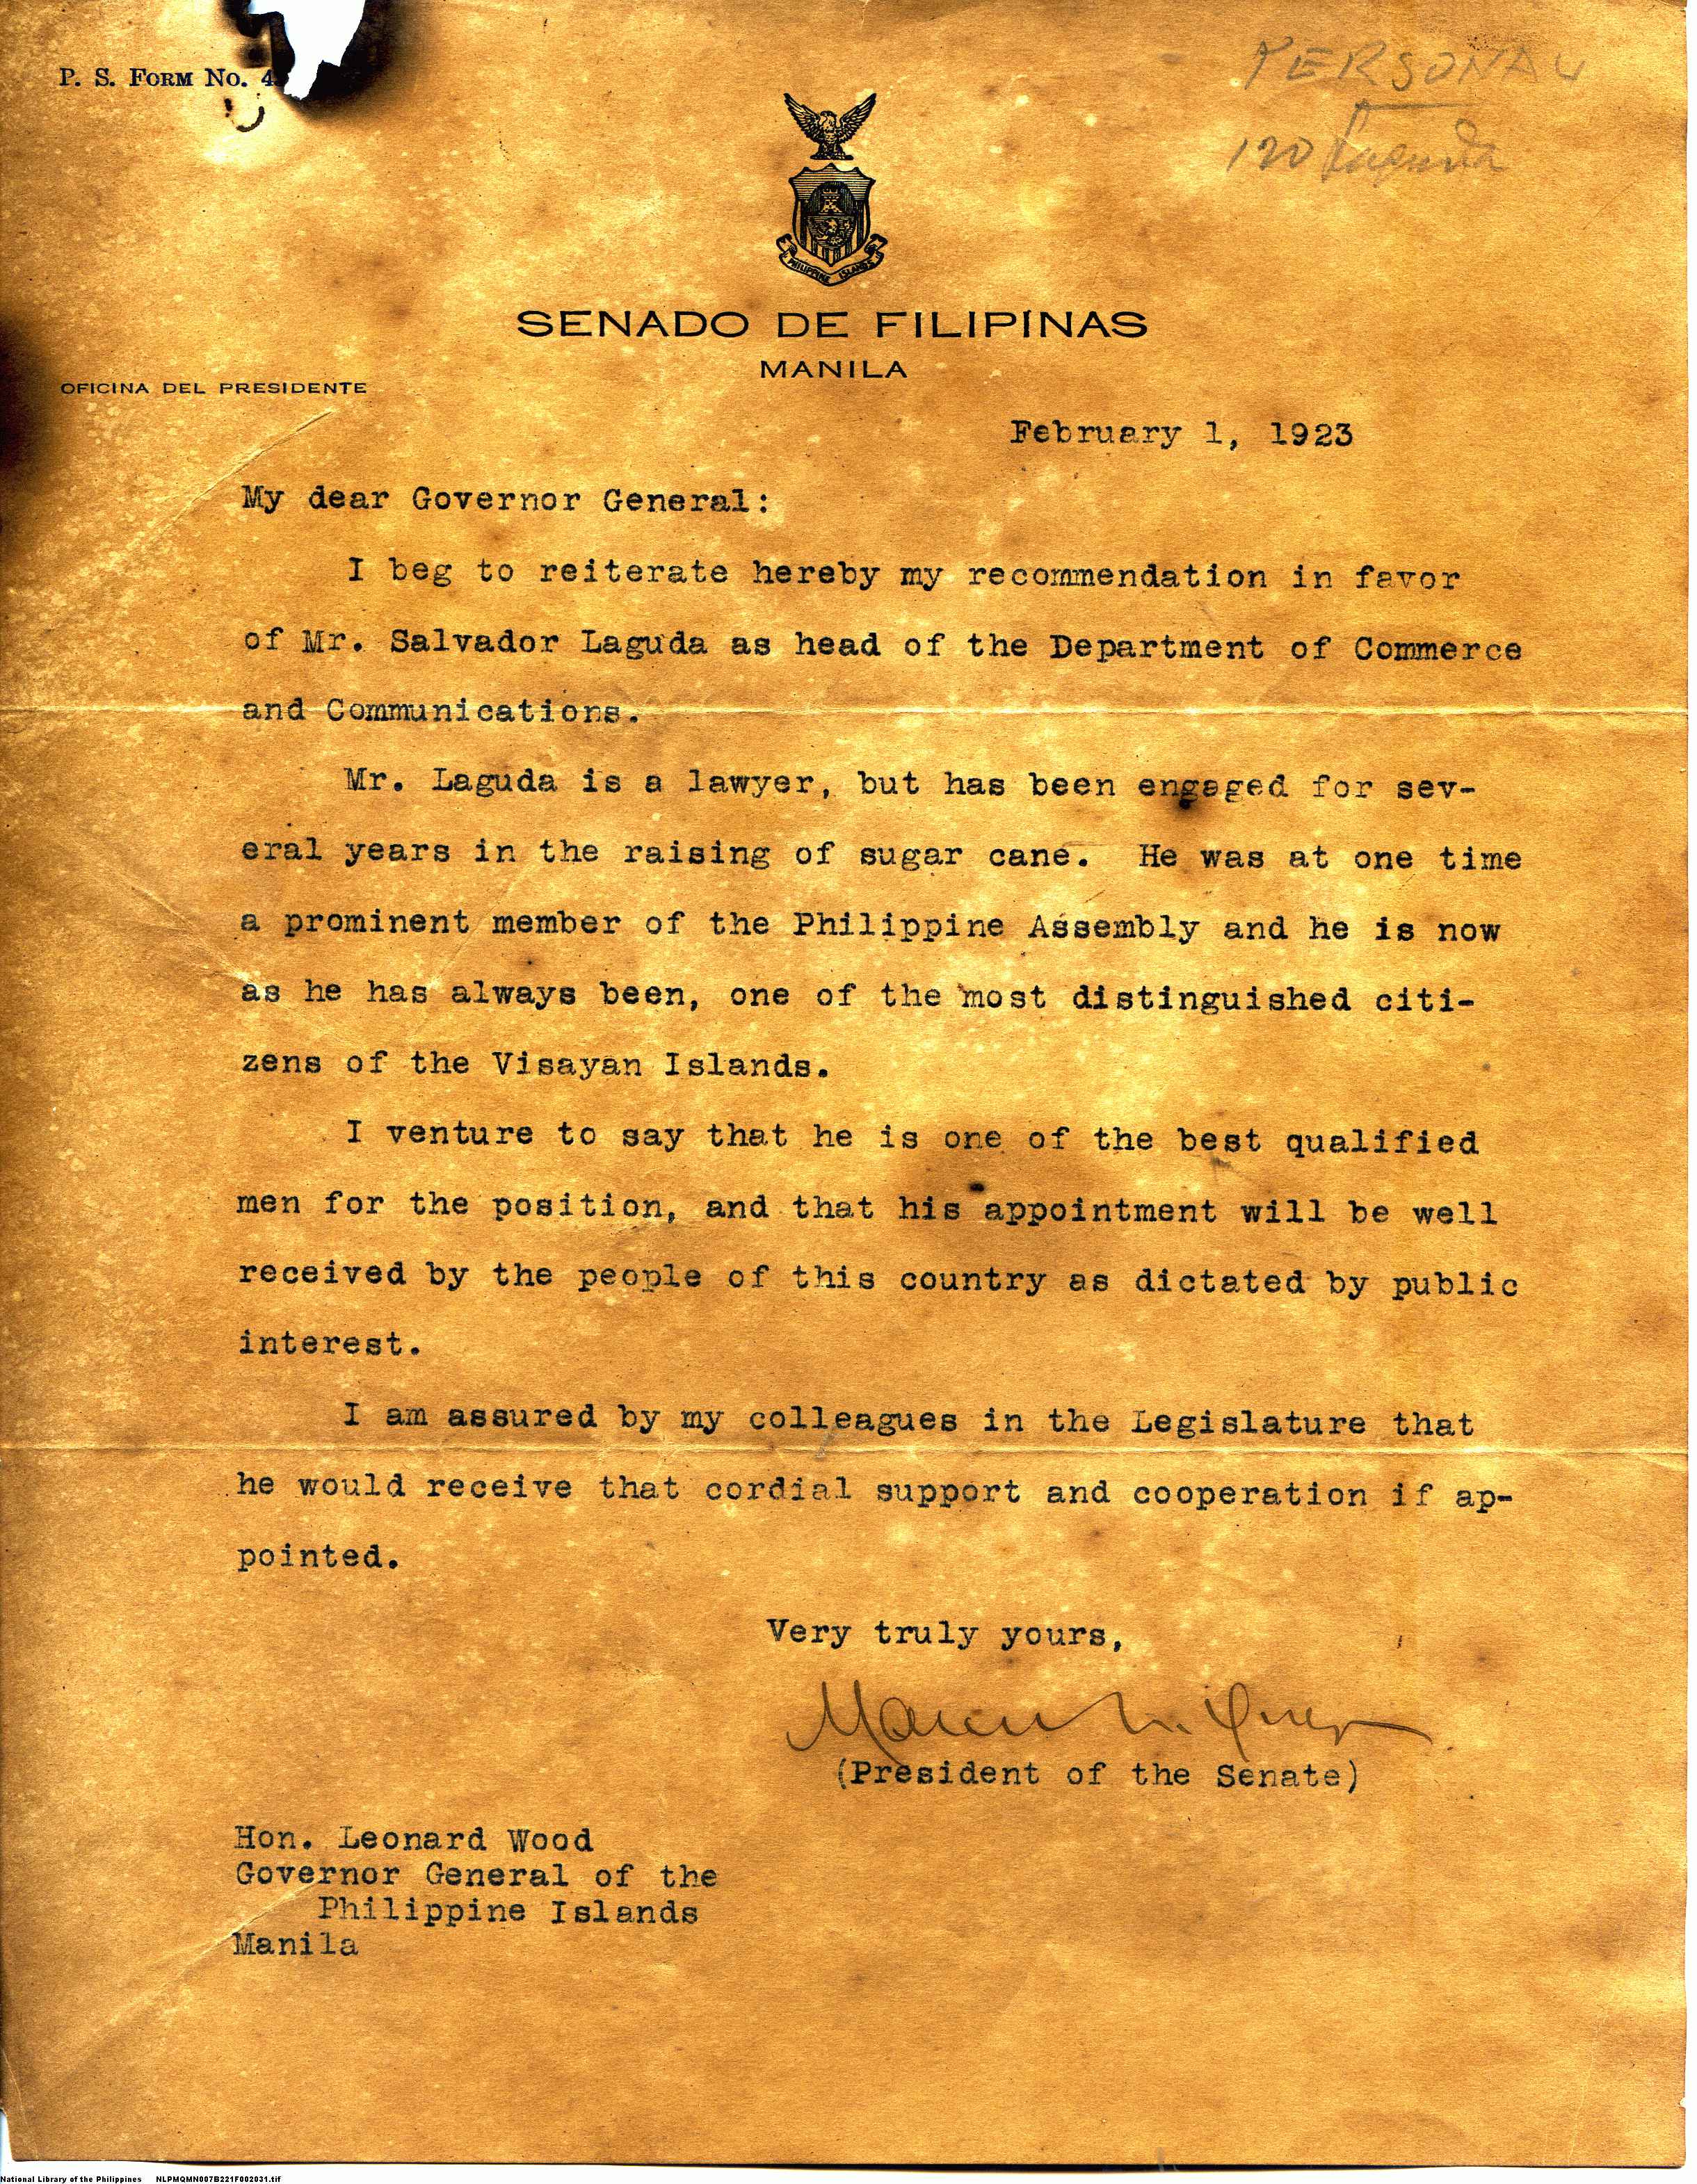 P. S. FORM No. 4
PERSONAL
120 Laguda
PHILIPPINE ISLANDS
SENADO DE FILIPINAS
MANILA
OFICINA DEL PRESIDENTE
February 1, 1923
My dear Governor General:
I beg to reiterate hereby my recommendation in favor
of Mr. Salvador Laguda as head of the Department of Commerce
and Communications.
Mr. Laguda is a lawyer, but has been engaged for sev-
eral years in the raising of sugar cane. He was at one time
a prominent member of the Philippine Assembly and he is now
as he has always been, one of the most distinguished citi-
zens of the Visayan Islands.
I venture to say that he is one of the best qualified
men for the position, and that his appointment will be well
received by the people of this country as dictated by public
interest.
I am assured by my colleagues in the Legislature that
he would receive that cordial support and cooperation if ap-
pointed.
Very truly yours,
Manuel L. Quezon
(President of the Senate)
Hon. Leonard Wood
Governor General of the
Philippine Islands
Manila
National Library of the Philippines NLPMQMN007B221F002031.tif